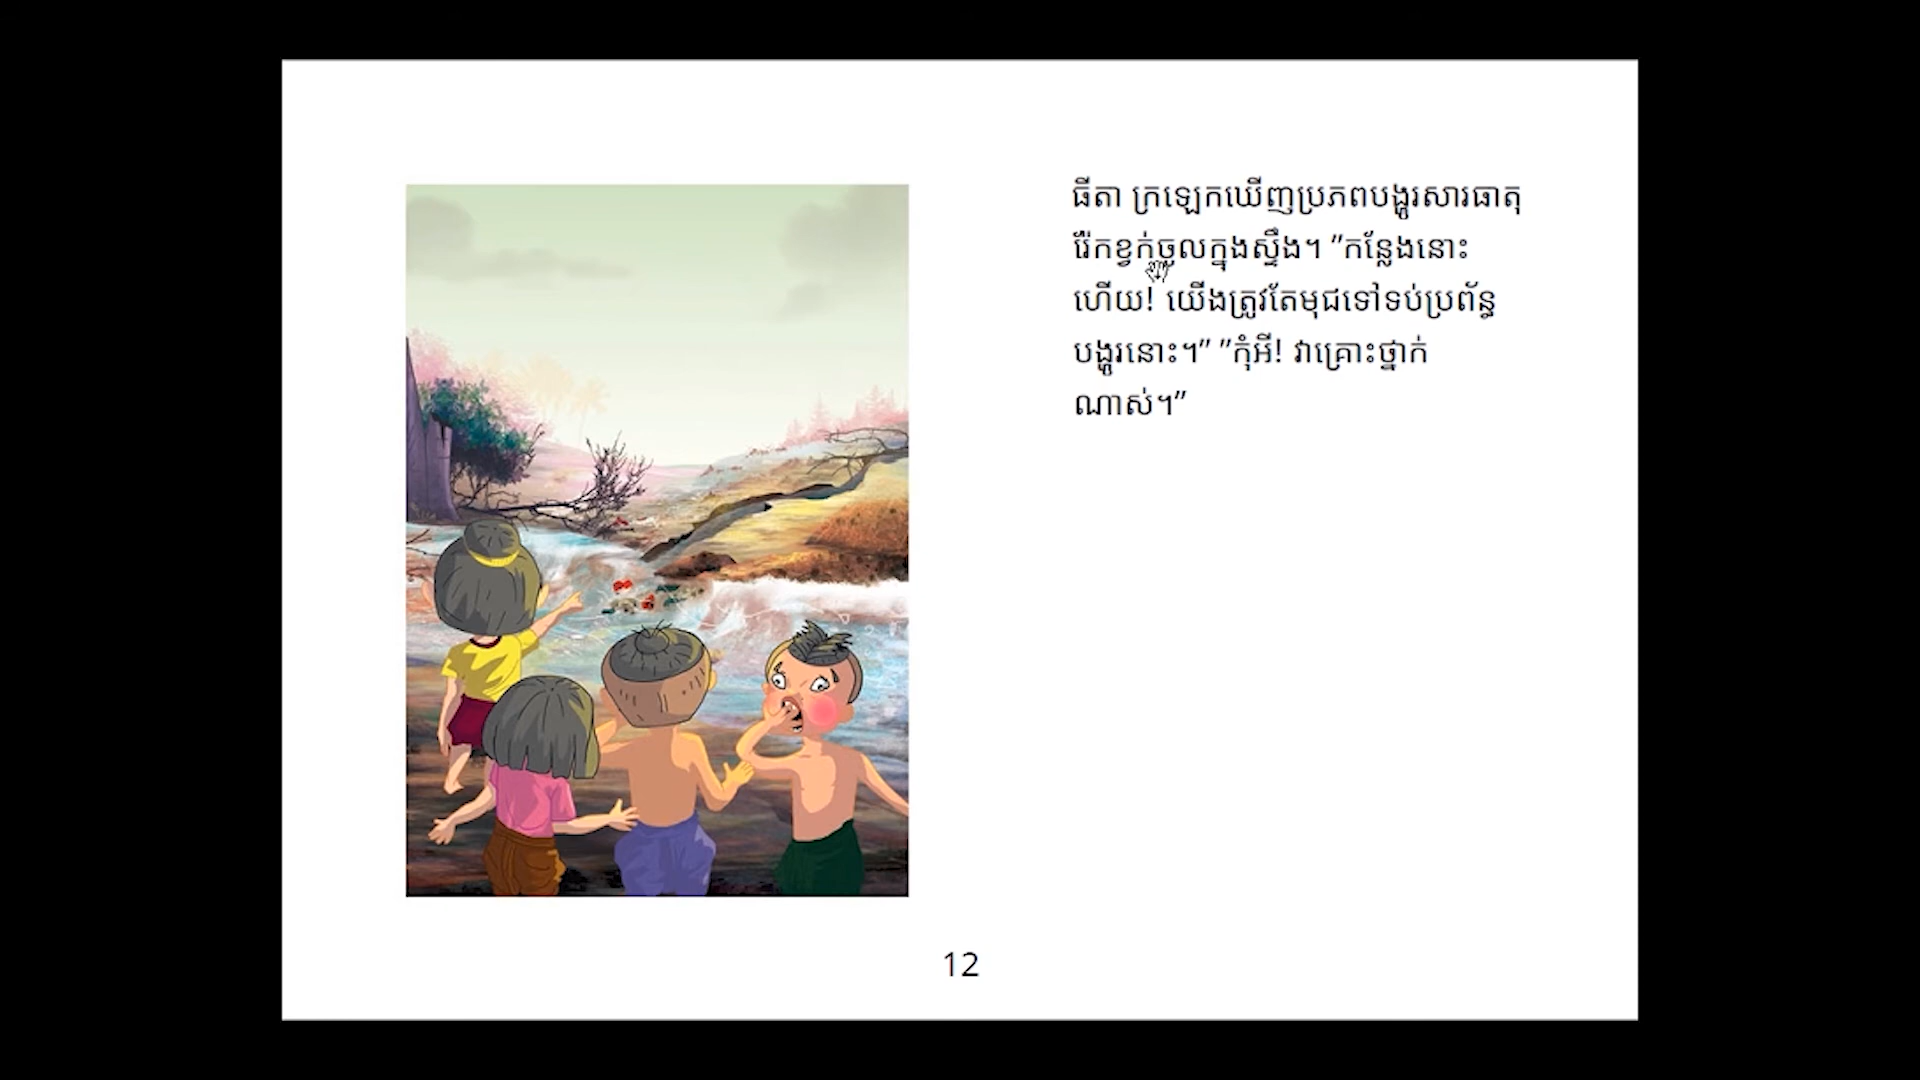 ធីតា ក្រឡេកឃើញប្រភពបង្ហូរសារធាតុ
រ៉ែកខ្វក់ចូលក្នុងស្ទឹង។ "កន្លែងនោះ
ហើយ! យើងត្រូវតែមុជទៅទប់ប្រព័ន្ធ
បង្ហូរនោះ។" "កុំអី! វាគ្រោះថ្នាក់
ណាស់។"
12